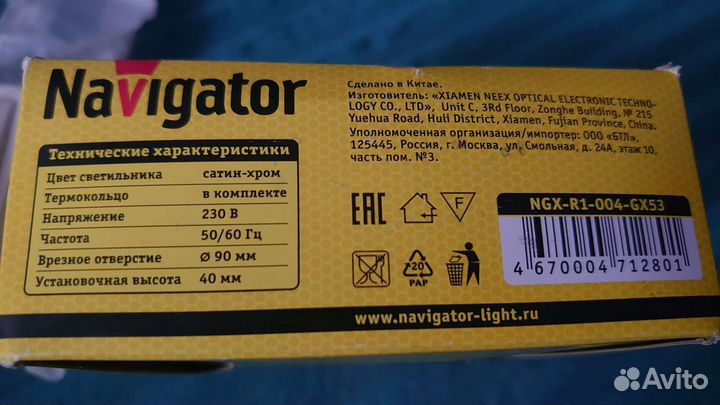 Navigator
Технические характеристики
Цвет светильника сатин-хром
Термокольцо в комплекте
Напряжение 230 В
Частота 50/60 Гц
Врезное отверстие Ø 90 мм
Установочная высота 40 мм
Сделано в Китае.
Изготовитель: «XIAMEN NEEX OPTICAL ELECTRONIC TECHNO-
LOGY CO., LTD», Unit C, 3Rd Floor, Zonghe Building, № 215
Yuehua Road, Huli District, Xiamen, Fujian Province, China.
Уполномоченная организация/импортер: ООО «БТЛ»,
125445, Россия, г. Москва, ул. Смольная, д. 24А, этаж 10,
часть пом. №3.
EAC
F
NGX-R1-004-GX53
4 670004 712801
20
PAP
www.navigator-light.ru
Avito